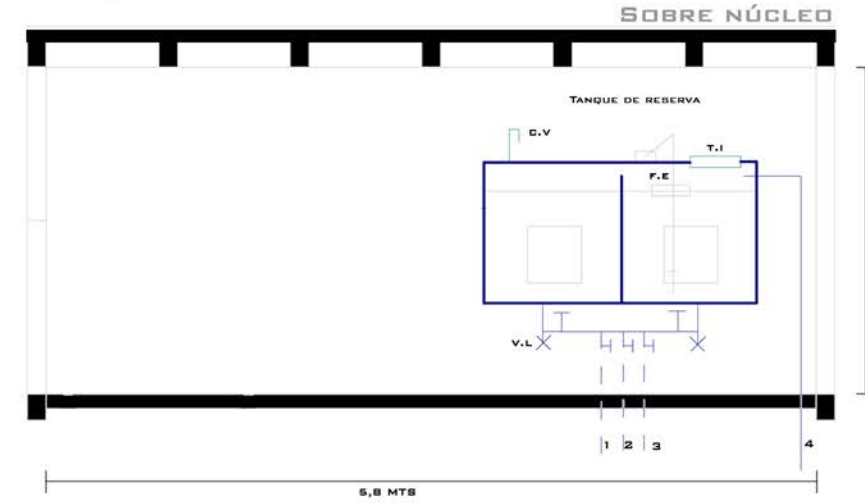 SOBRE NÚCLEO
TANQUE DE RESERVA
C.V
T.I
F.E
V.L
1 2 3 4
5,8 MTS